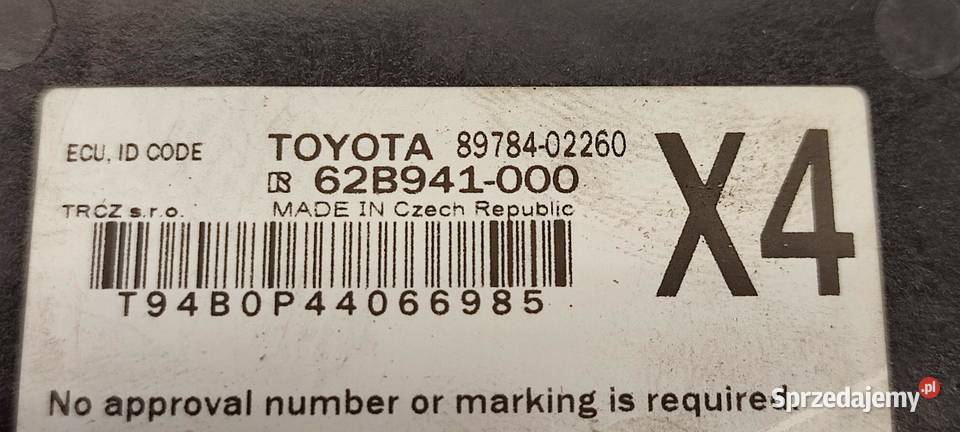 ECU, ID CODE TOYOTA 89784-02260
R 62B941-000
TRCZ s.r.o. MADE IN Czech Republic
X4
T94B0P44066985
No approval number or marking is required.
Sprzedajemy.pl